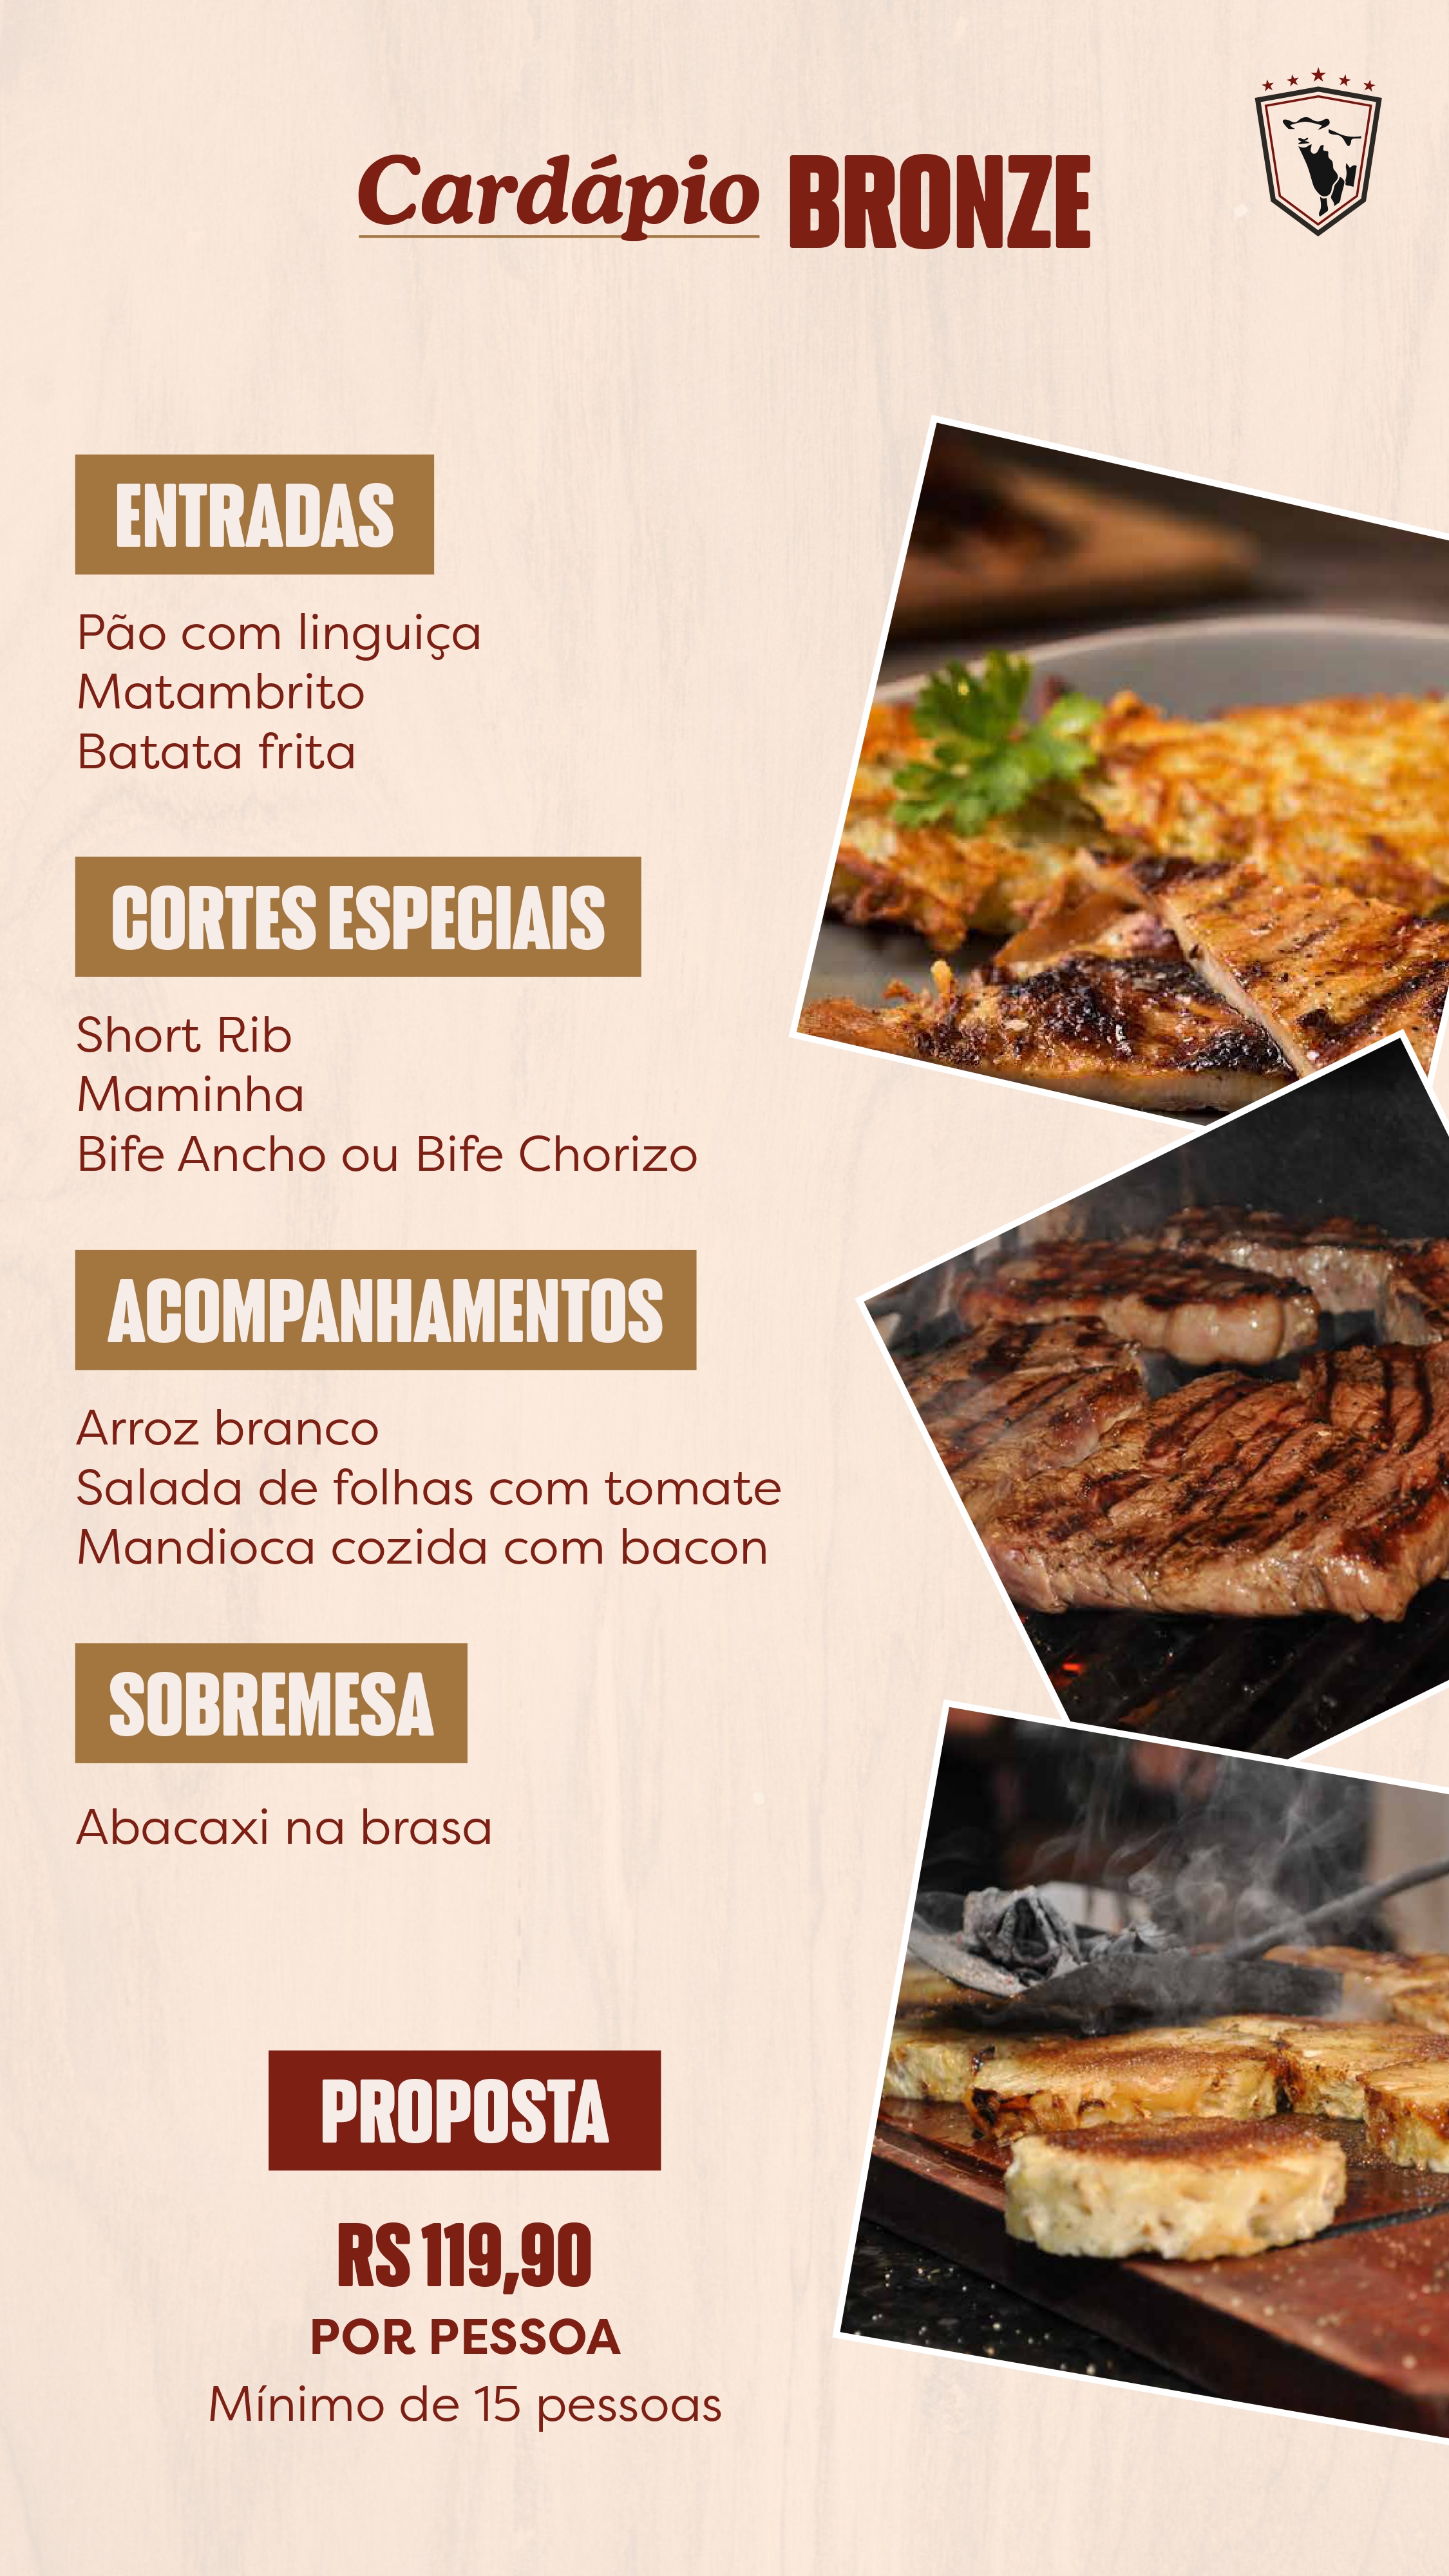 Cardápio BRONZE
ENTRADAS
Pão com linguiça
Matambrito
Batata frita
CORTES ESPECIAIS
Short Rib
Maminha
Bife Ancho ou Bife Chorizo
ACOMPANHAMENTOS
Arroz branco
Salada de folhas com tomate
Mandioca cozida com bacon
SOBREMESA
Abacaxi na brasa
PROPOSTA
RS 119,90
POR PESSOA
Mínimo de 15 pessoas